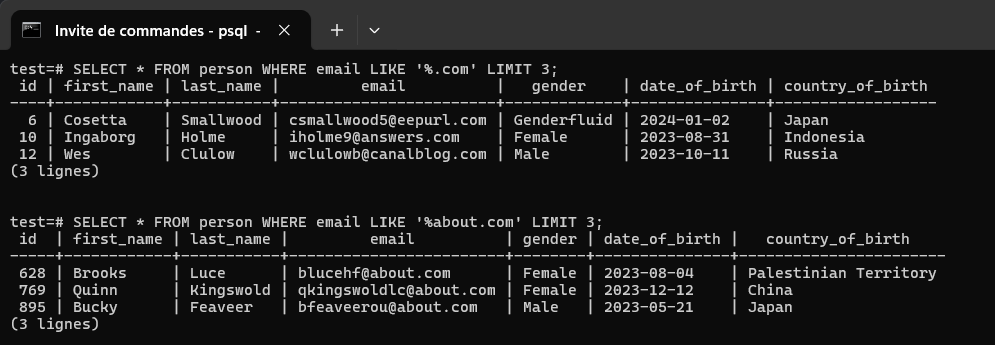 Invite de commandes - psql -
test=# SELECT * FROM person WHERE email LIKE '%.com' LIMIT 3;
 id | first_name | last_name |         email          |   gender    | date_of_birth | country_of_birth
----+------------+-----------+------------------------+-------------+---------------+------------------
  6 | Cosetta    | Smallwood | csmallwood5@eepurl.com | Genderfluid | 2024-01-02    | Japan
 10 | Ingaborg   | Holme     | iholme9@answers.com    | Female      | 2023-08-31    | Indonesia
 12 | Wes        | Clulow    | wclulowb@canalblog.com | Male        | 2023-10-11    | Russia
(3 lignes)
test=# SELECT * FROM person WHERE email LIKE '%about.com' LIMIT 3;
 id  | first_name | last_name |         email          | gender | date_of_birth |   country_of_birth
-----+------------+-----------+------------------------+--------+---------------+-----------------------
 628 | Brooks     | Luce      | blucehf@about.com      | Female | 2023-08-04    | Palestinian Territory
 769 | Quinn      | Kingswold | qkingswoldlc@about.com | Female | 2023-12-12    | China
 895 | Bucky      | Feaveer   | bfeaveerou@about.com   | Male   | 2023-05-21    | Japan
(3 lignes)